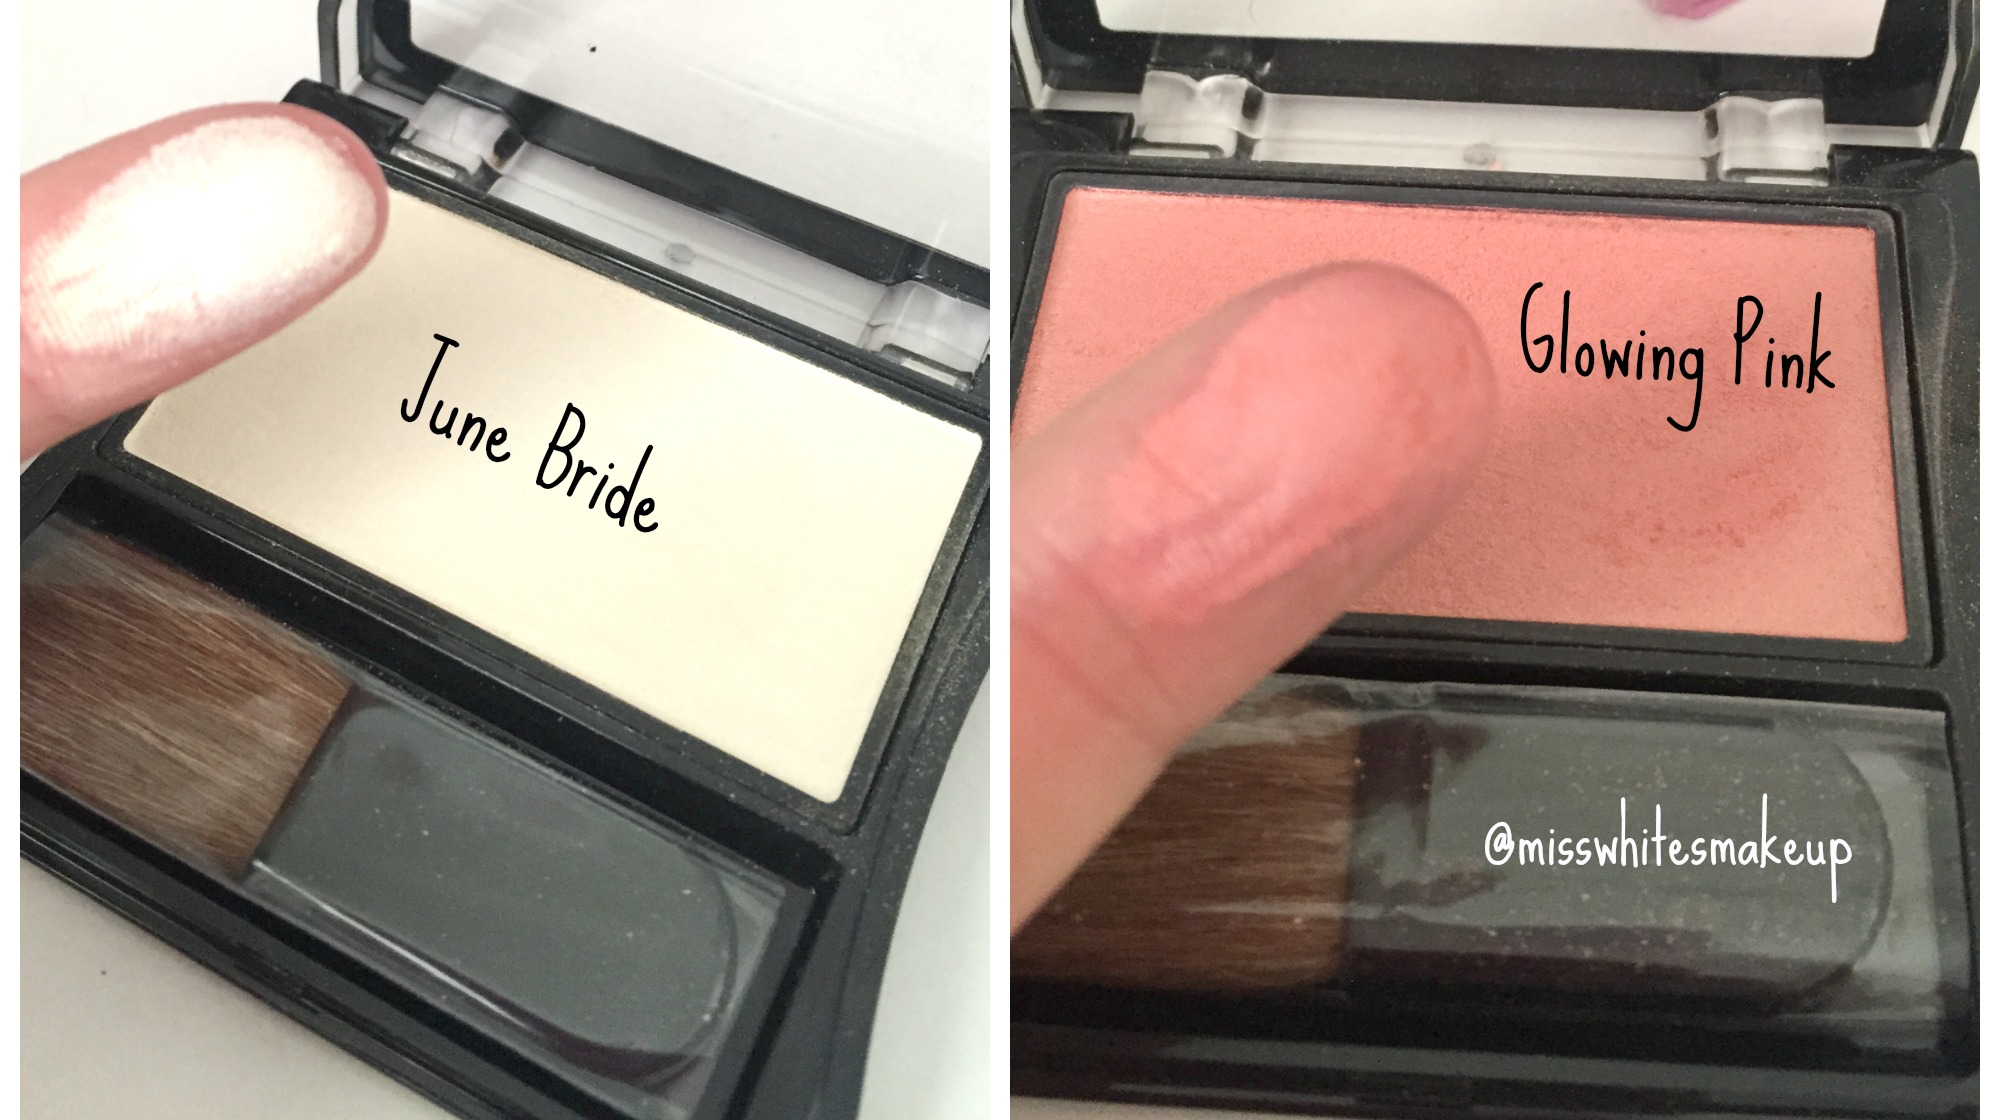 June Bride
Glowing Pink
@misswhitesmakeup